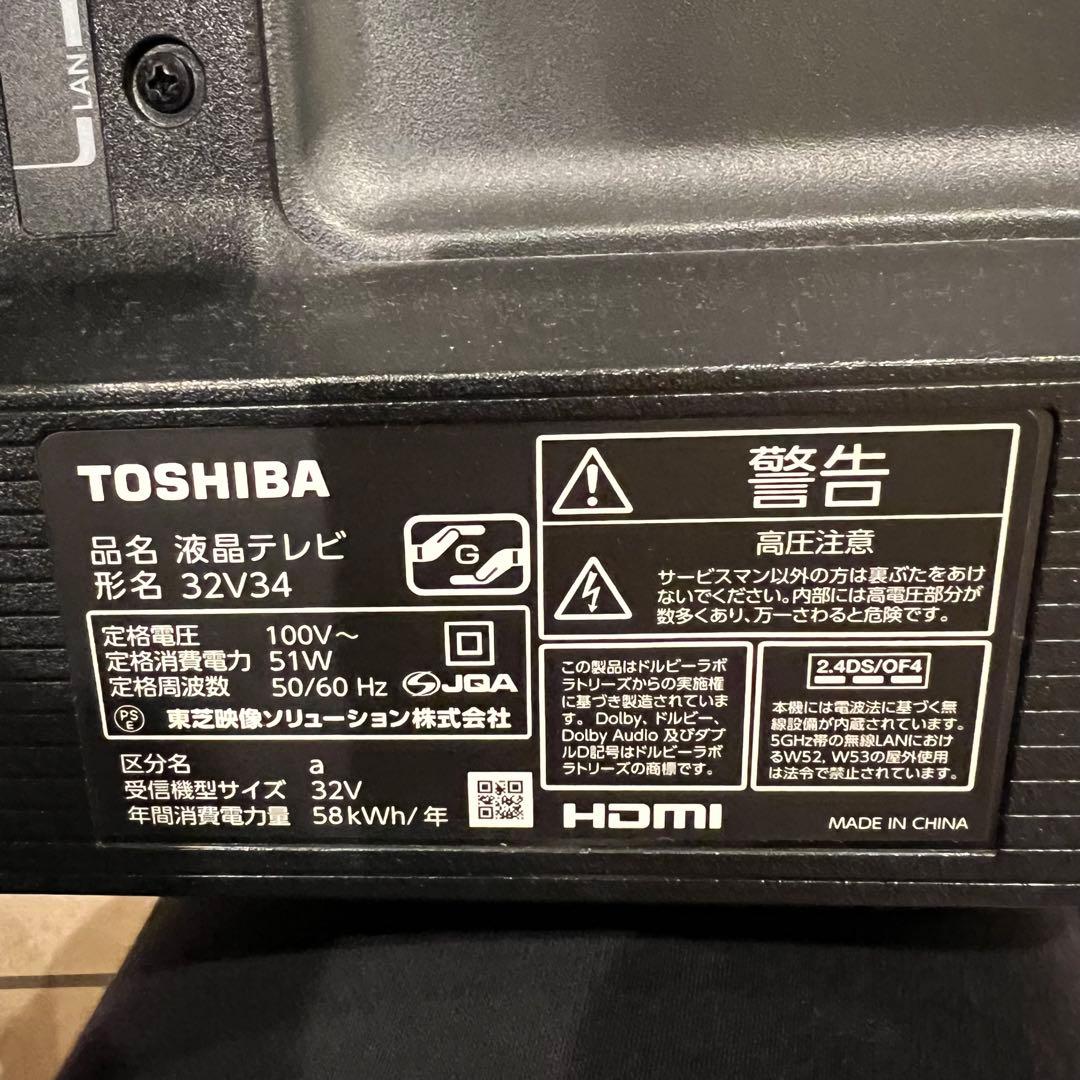 LAN
TOSHIBA
品名 液晶テレビ
形名 32V34
G
定格電圧 100V～
定格消費電力 51W
定格周波数 50/60 Hz JQA
PSE 東芝映像ソリューション株式会社
区分名 a
受信機型サイズ 32V
年間消費電力量 58kWh/年
警告
高圧注意
サービスマン以外の方は裏ぶたをあけ
ないでください。内部には高電圧部分が
数多くあり、万一さわると危険です。
この製品はドルビーラボ
ラトリーズからの実施権
に基づき製造されていま
す。Dolby、ドルビー、
Dolby Audio 及びダブ
ルD記号はドルビーラボ
ラトリーズの商標です。
2.4DS/OF4
本機には電波法に基づく無
線設備が内蔵されています。
5GHz帯の無線LANにおけ
るW52, W53の屋外使用
は法令で禁止されています。
HDMI
MADE IN CHINA